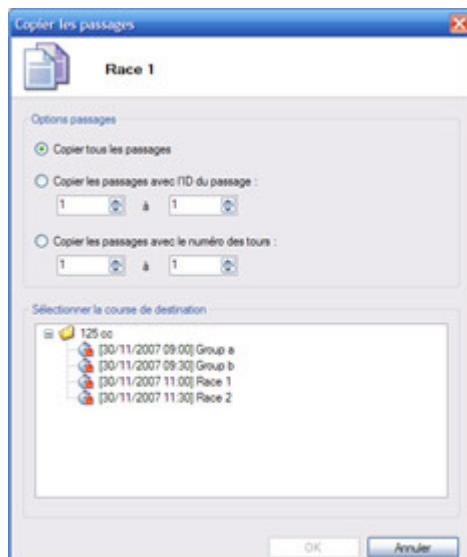 Copier les passages
Race 1
Options passages
Copier tous les passages
Copier les passages avec l'ID du passage :
1 à 1
Copier les passages avec le numéro des tours :
1 à 1
Sélectionner la course de destination
125 cc
[30/11/2007 09:00] Group a
[30/11/2007 09:30] Group b
[30/11/2007 11:00] Race 1
[30/11/2007 11:30] Race 2
OK Annuler